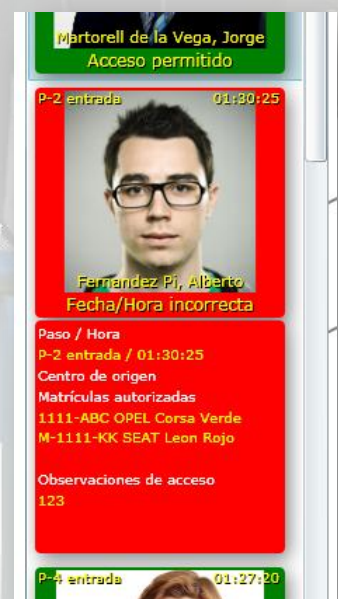 Martorell de la Vega, Jorge
Acceso permitido
P-2 entrada 01:30:25
Fernandez Pi, Alberto
Fecha/Hora incorrecta
Paso / Hora
P-2 entrada / 01:30:25
Centro de origen
Matrículas autorizadas
1111-ABC OPEL Corsa Verde
M-1111-KK SEAT Leon Rojo
Observaciones de acceso
123
P-4 entrada 01:27:20